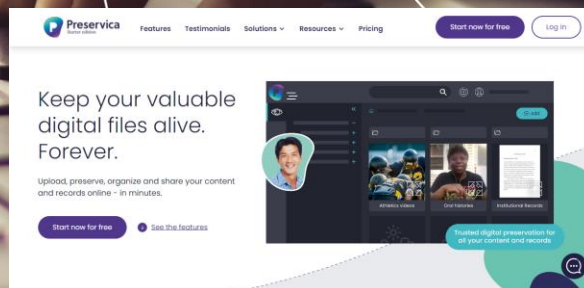 Preservica
Starter edition
Features
Testimonials
Solutions
Resources
Pricing
Start now for free
Log in
Keep your valuable
digital files alive.
Forever.
Upload, preserve, organize and share your content
and records online - in minutes.
Start now for free
See the features
Add
Athletics Videos
Oral Histories
Institutional Records
Trusted digital preservation for
all your content and records